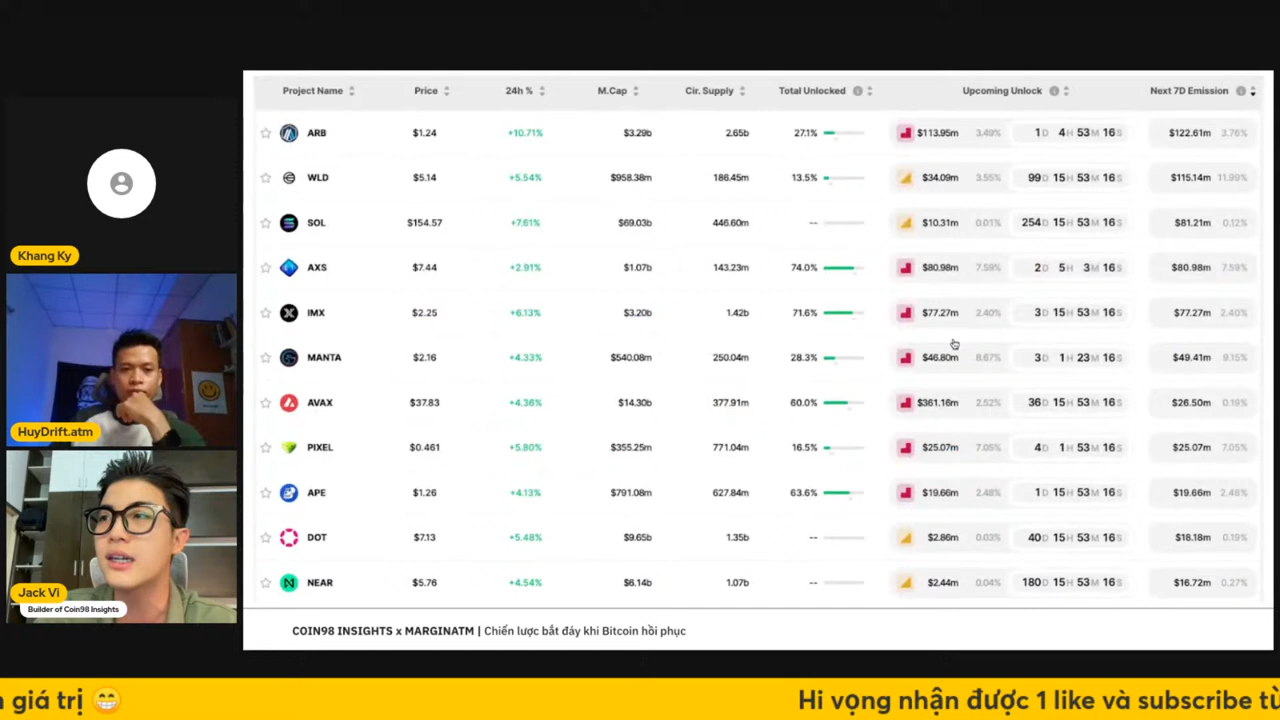 Khang Ky
HuyDrift.atm
Jack Vi
Builder of Coin98 Insights
Project Name Price 24h % M.Cap Cir. Supply Total Unlocked Upcoming Unlock Next 7D Emission
ARB $1.24 +10.71% $3.29b 2.65b 27.1% $113.95m 3.49% 1D 4H 53M 16S $122.61m 3.76%
WLD $5.14 +5.54% $958.38m 186.45m 13.5% $34.09m 3.55% 99D 15H 53M 16S $115.14m 11.99%
SOL $154.57 +7.61% $69.03b 446.60m -- $10.31m 0.01% 254D 15H 53M 16S $81.21m 0.12%
AXS $7.44 +2.91% $1.07b 143.23m 74.0% $80.98m 7.59% 2D 5H 3M 16S $80.98m 7.59%
IMX $2.25 +6.13% $3.20b 1.42b 71.6% $77.27m 2.40% 3D 15H 53M 16S $77.27m 2.40%
MANTA $2.16 +4.33% $540.08m 250.04m 28.3% $46.80m 8.67% 3D 1H 23M 16S $49.41m 9.15%
AVAX $37.83 +4.36% $14.30b 377.91m 60.0% $361.16m 2.52% 36D 15H 53M 16S $26.50m 0.19%
PIXEL $0.461 +5.80% $355.25m 771.04m 16.5% $25.07m 7.05% 4D 1H 53M 16S $25.07m 7.05%
APE $1.26 +4.13% $791.08m 627.84m 63.6% $19.66m 2.48% 1D 15H 53M 16S $19.66m 2.48%
DOT $7.13 +5.48% $9.65b 1.35b -- $2.86m 0.03% 40D 15H 53M 16S $18.18m 0.19%
NEAR $5.76 +4.54% $6.14b 1.07b -- $2.44m 0.04% 180D 15H 53M 16S $16.72m 0.27%
COIN98 INSIGHTS x MARGINATM | Chiến lược bắt đáy khi Bitcoin hồi phục
giá trị 😁 Hi vọng nhận được 1 like và subscribe từ